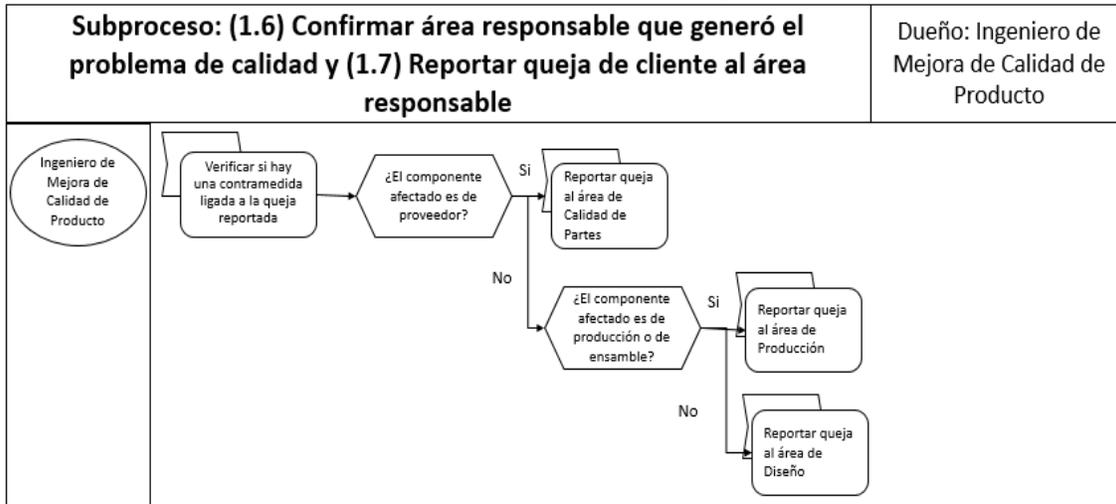 Subproceso: (1.6) Confirmar área responsable que generó el
problema de calidad y (1.7) Reportar queja de cliente al área
responsable
Dueño: Ingeniero de
Mejora de Calidad de
Producto
Ingeniero de
Mejora de
Calidad de
Producto
Verificar si hay
una contramedida
ligada a la queja
reportada
¿El componente
afectado es de
proveedor?
Si
Reportar queja
al área de
Calidad de
Partes
No
¿El componente
afectado es de
producción o de
ensamble?
Si
Reportar queja
al área de
Producción
No
Reportar queja
al área de
Diseño